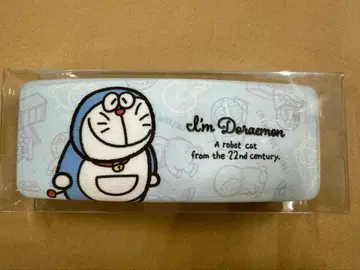 I'm Doraemon
A robot cat
from the 22nd century.